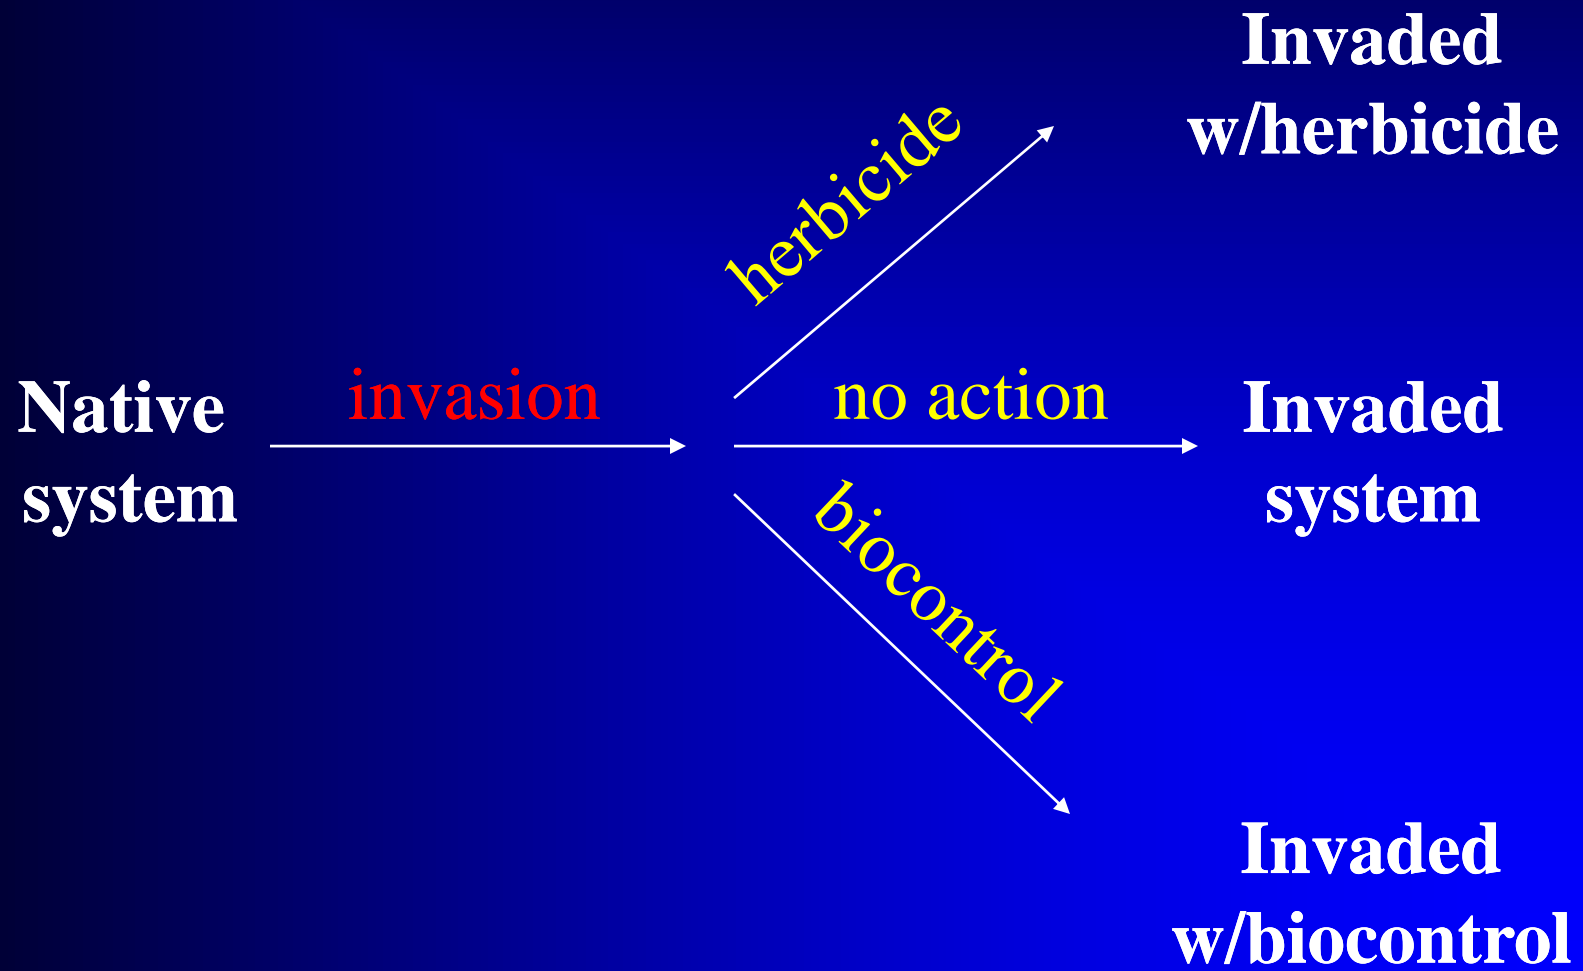 Invaded
w/herbicide
herbicide
Native
system
invasion
no action
Invaded
system
biocontrol
Invaded
w/biocontrol